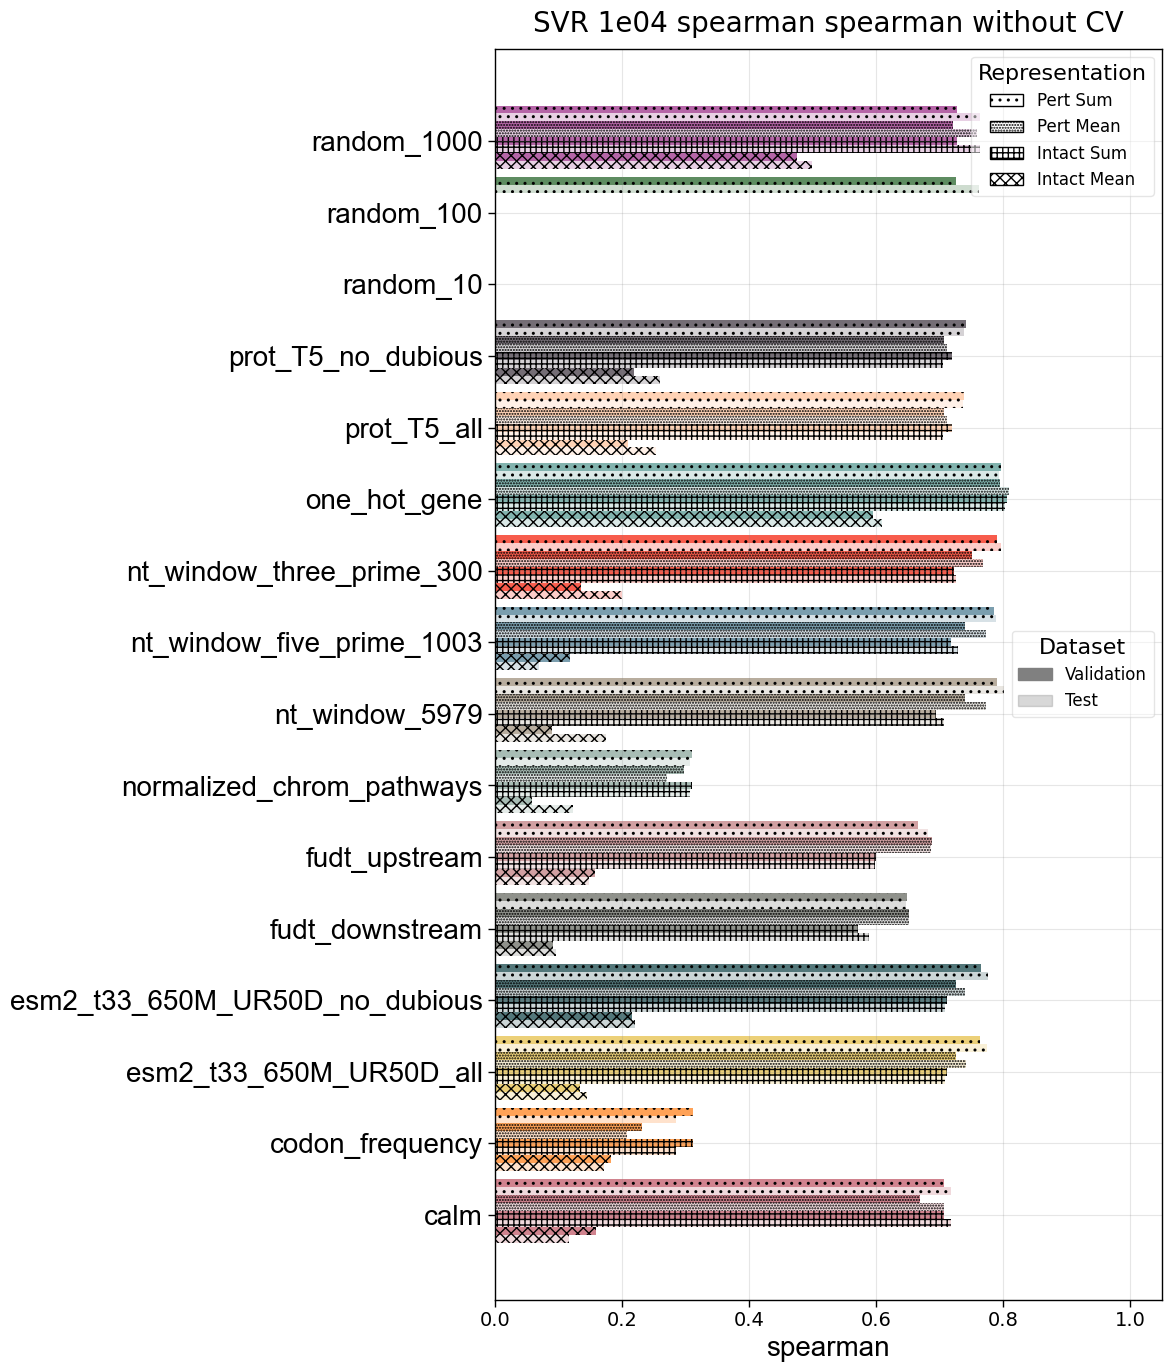 SVR 1e04 spearman spearman without CV
Representation
Pert Sum
Pert Mean
Intact Sum
Intact Mean
random_1000
random_100
random_10
prot_T5_no_dubious
prot_T5_all
one_hot_gene
nt_window_three_prime_300
nt_window_five_prime_1003
Dataset
Validation
Test
nt_window_5979
normalized_chrom_pathways
fudt_upstream
fudt_downstream
esm2_t33_650M_UR50D_no_dubious
esm2_t33_650M_UR50D_all
codon_frequency
calm
0.0 0.2 0.4 0.6 0.8 1.0
spearman